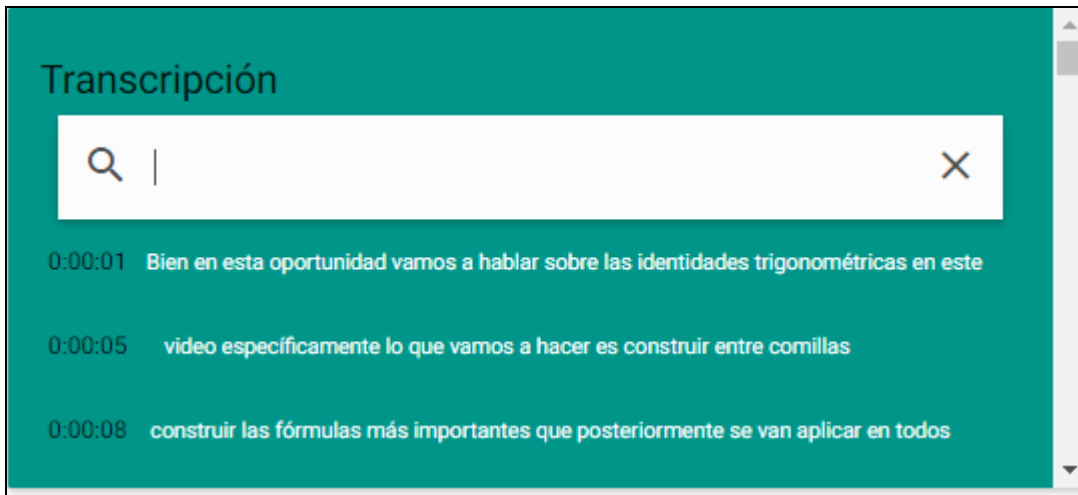 Transcripción
0:00:01 Bien en esta oportunidad vamos a hablar sobre las identidades trigonométricas en este
0:00:05 video específicamente lo que vamos a hacer es construir entre comillas
0:00:08 construir las fórmulas más importantes que posteriormente se van aplicar en todos